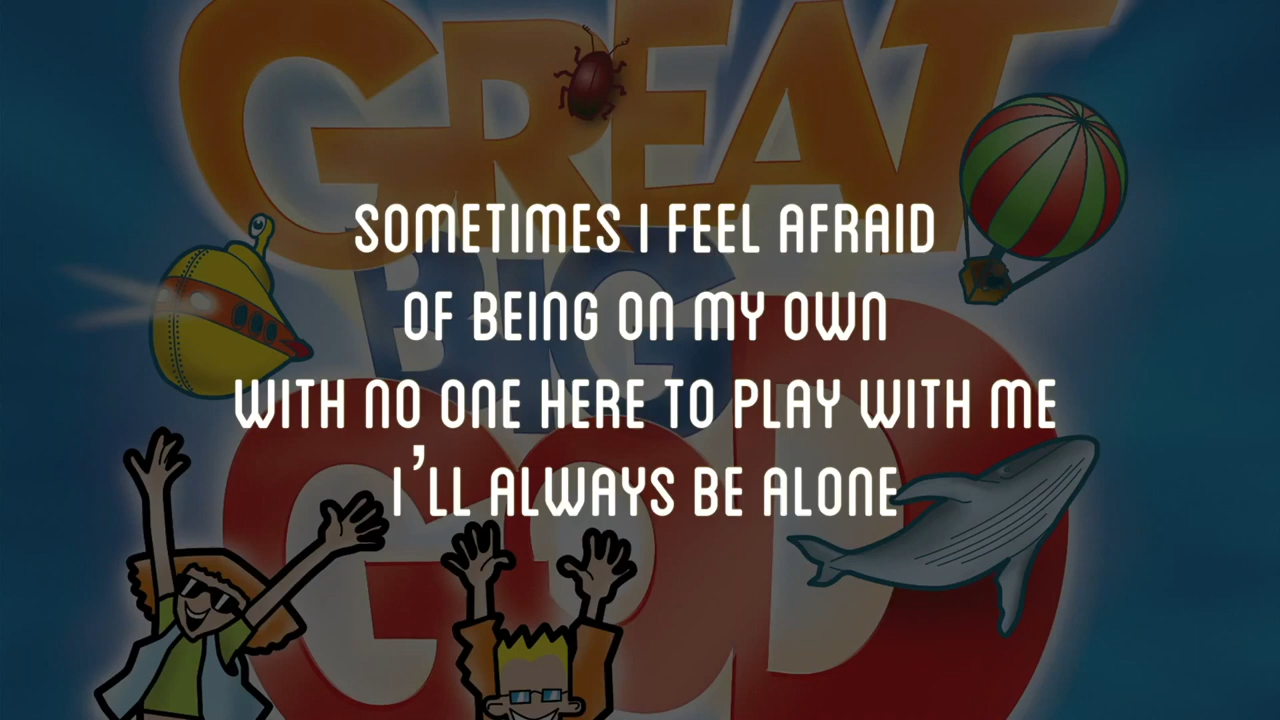 GREAT
BIG
GOD
SOMETIMES I FEEL AFRAID
OF BEING ON MY OWN
WITH NO ONE HERE TO PLAY WITH ME
I'LL ALWAYS BE ALONE